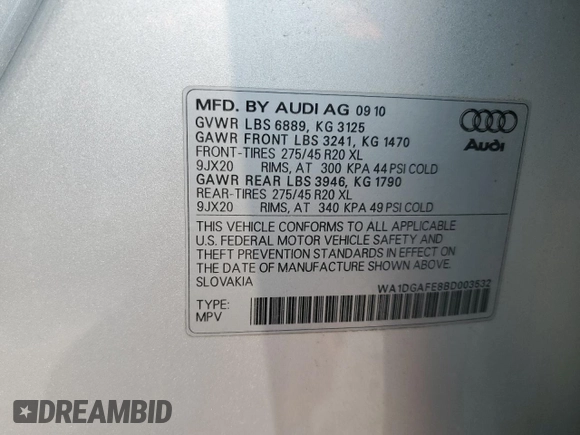 MFD. BY AUDI AG 09 10
GVWR LBS 6889, KG 3125
GAWR FRONT LBS 3241, KG 1470
FRONT-TIRES 275/45 R20 XL
9JX20 RIMS, AT 300 KPA 44 PSI COLD
GAWR REAR LBS 3946, KG 1790
REAR-TIRES 275/45 R20 XL
9JX20 RIMS, AT 340 KPA 49 PSI COLD
Audi
THIS VEHICLE CONFORMS TO ALL APPLICABLE
U.S. FEDERAL MOTOR VEHICLE SAFETY AND
THEFT PREVENTION STANDARDS IN EFFECT ON
THE DATE OF MANUFACTURE SHOWN ABOVE.
SLOVAKIA
WA1DGAFE8BD003532
TYPE:
MPV
DREAMBID